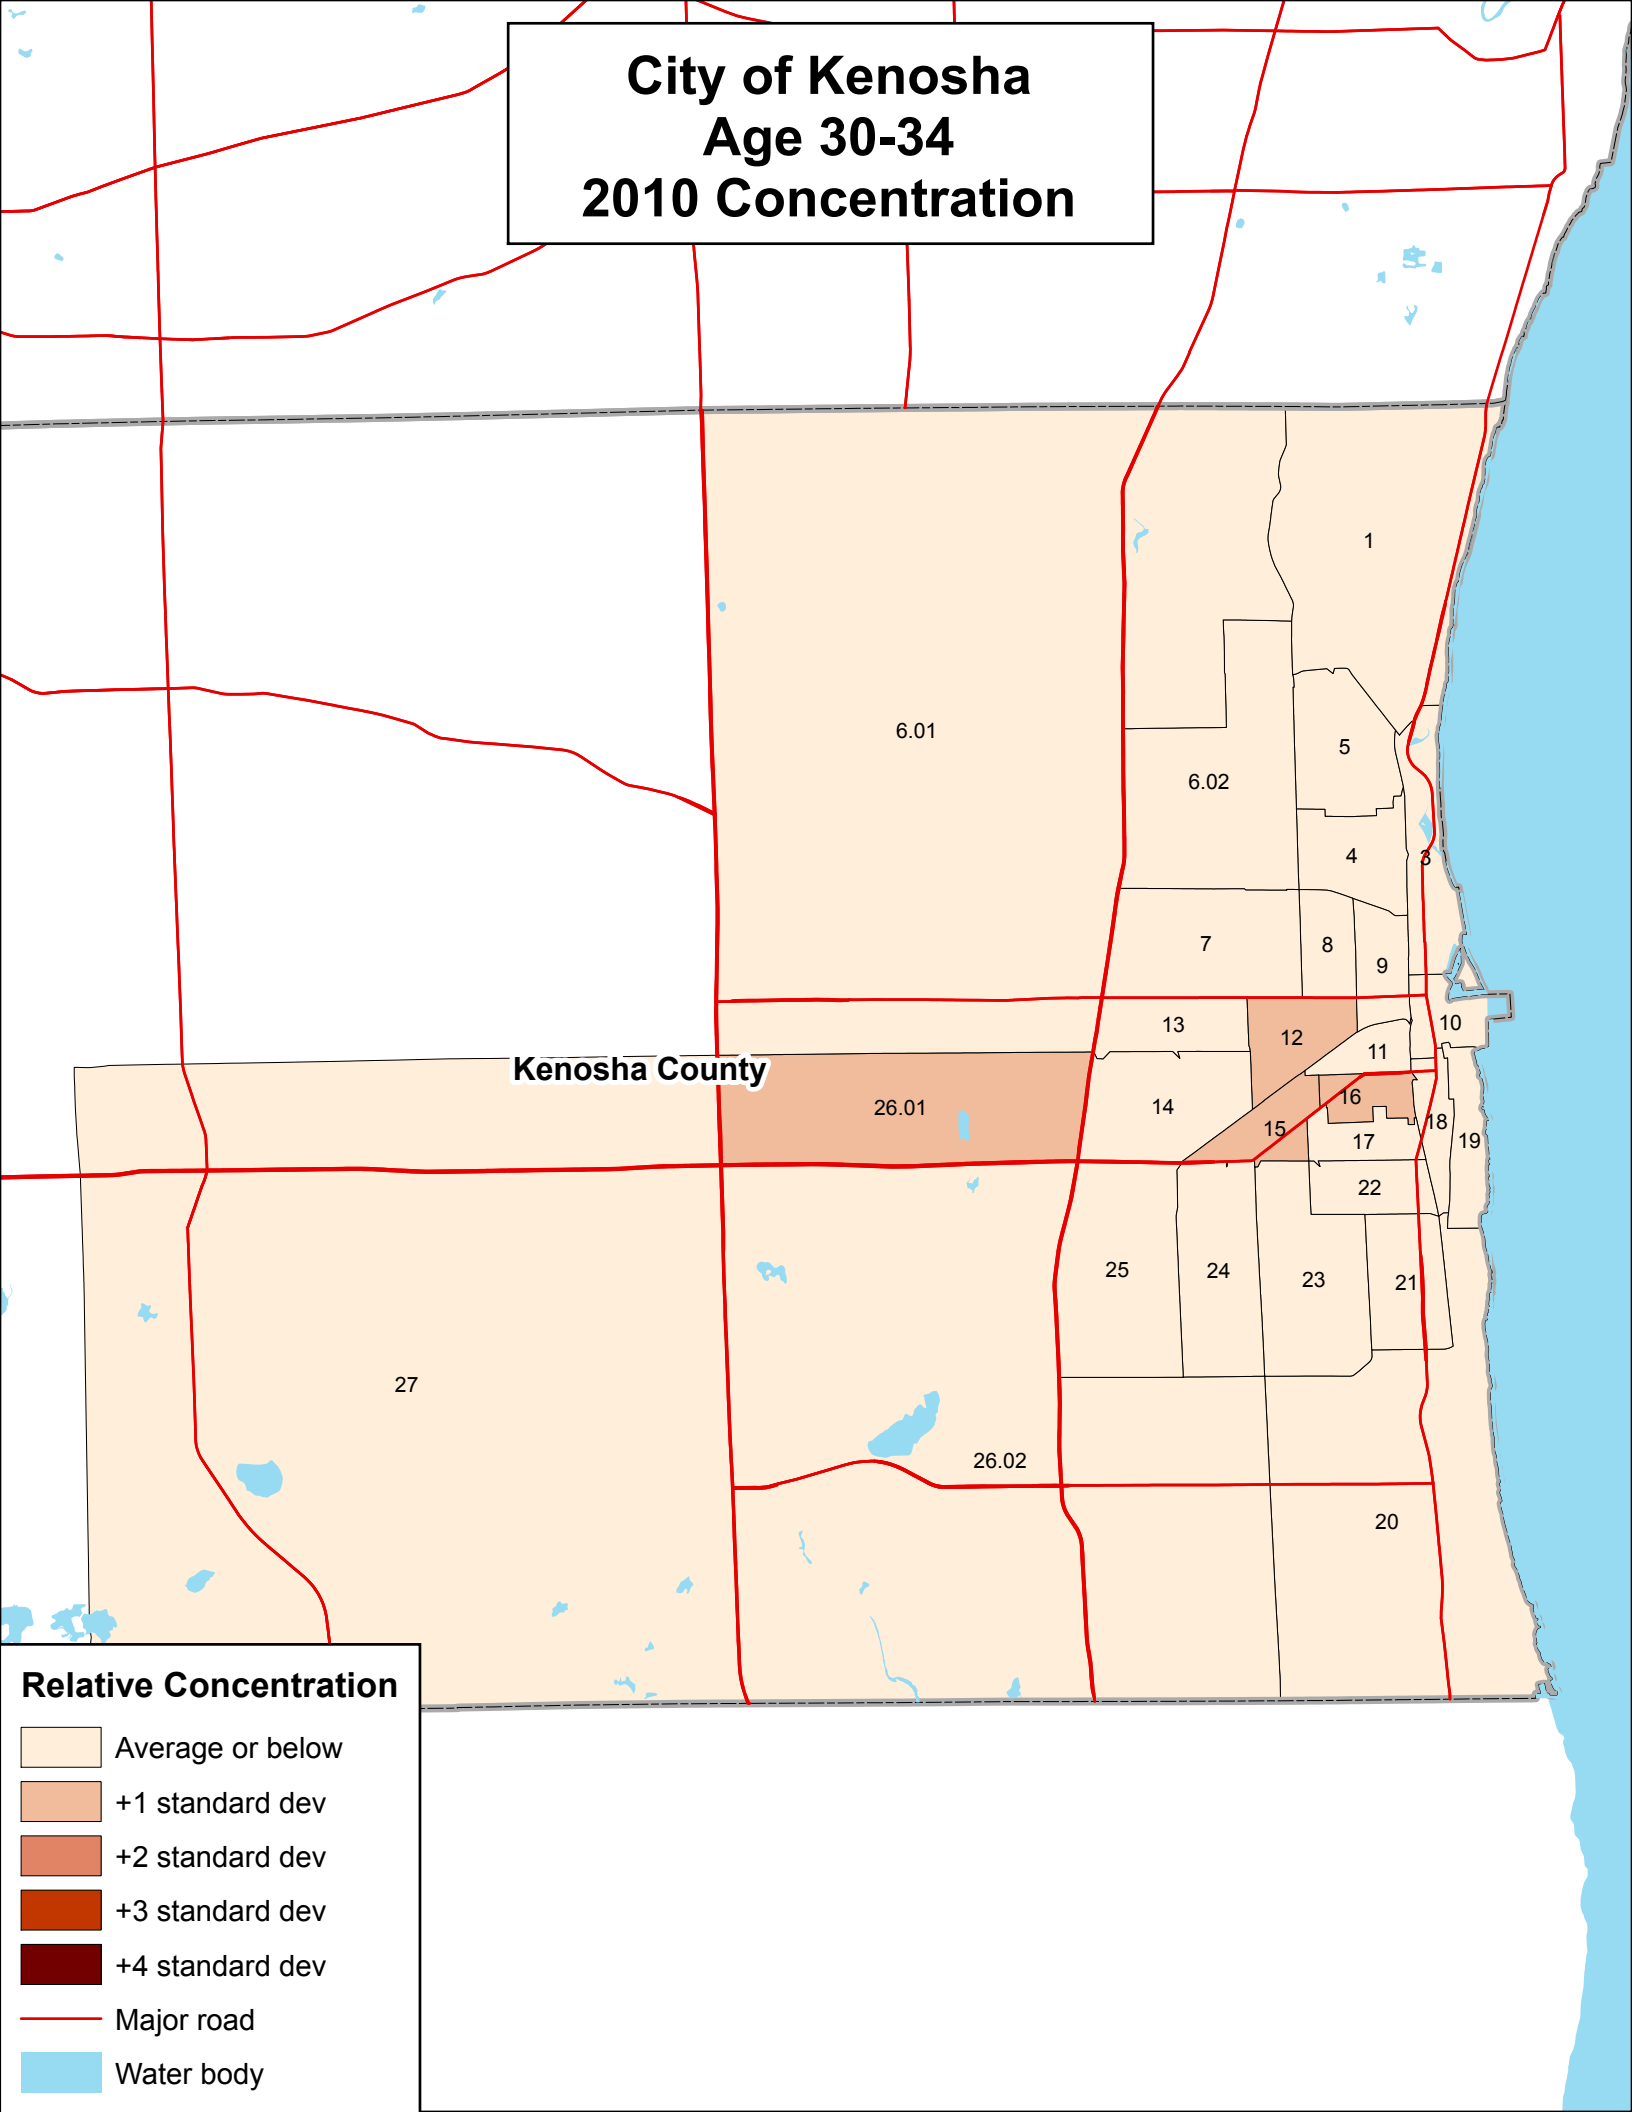 City of Kenosha
Age 30-34
2010 Concentration
1
6.01
5
6.02
4
3
7
8
9
13
12
10
11
Kenosha County
26.01
14
16
15
18
17
19
22
25
24
23
21
27
26.02
20
Relative Concentration
Average or below
+1 standard dev
+2 standard dev
+3 standard dev
+4 standard dev
Major road
Water body